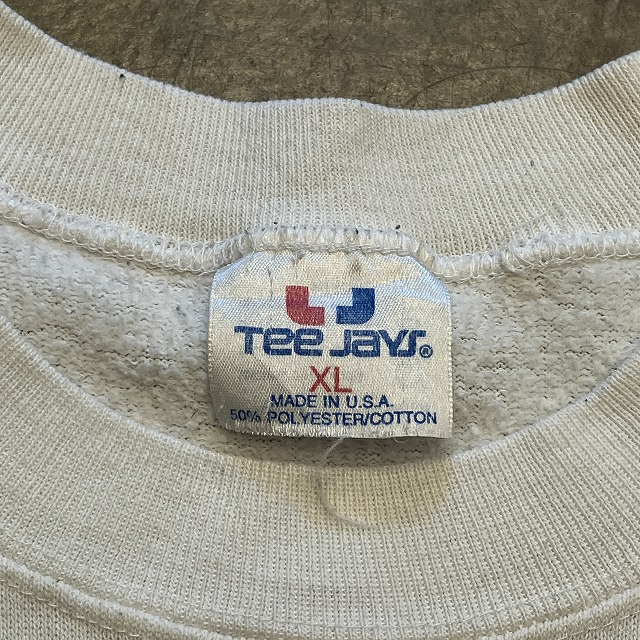 Tee Jays®
XL
MADE IN U.S.A.
50% POLYESTER/COTTON